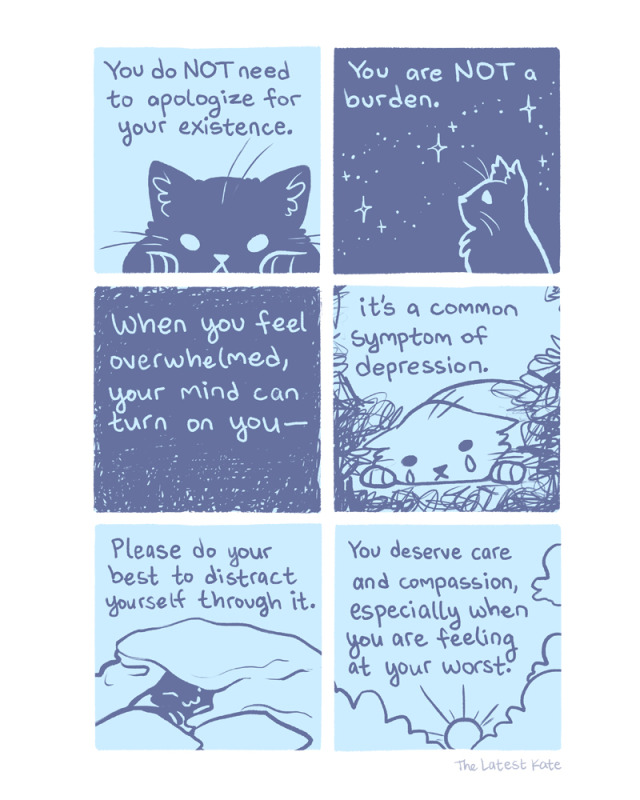 You do NOT need
to apologize for
your existence.
You are NOT a
burden.
When you feel
overwhelmed,
your mind can
turn on you—
it's a common
symptom of
depression.
Please do your
best to distract
yourself through it.
You deserve care
and compassion,
especially when
you are feeling
at your worst.
The Latest Kate